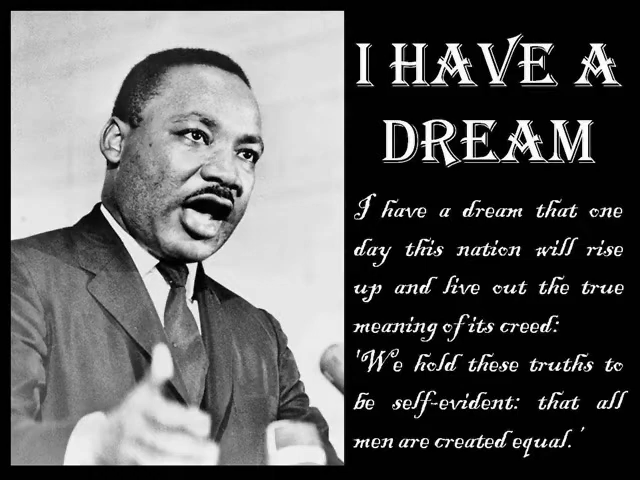 I HAVE A
DREAM
I have a dream that one
day this nation will rise
up and live out the true
meaning of its creed:
'We hold these truths to
be self-evident: that all
men are created equal.'